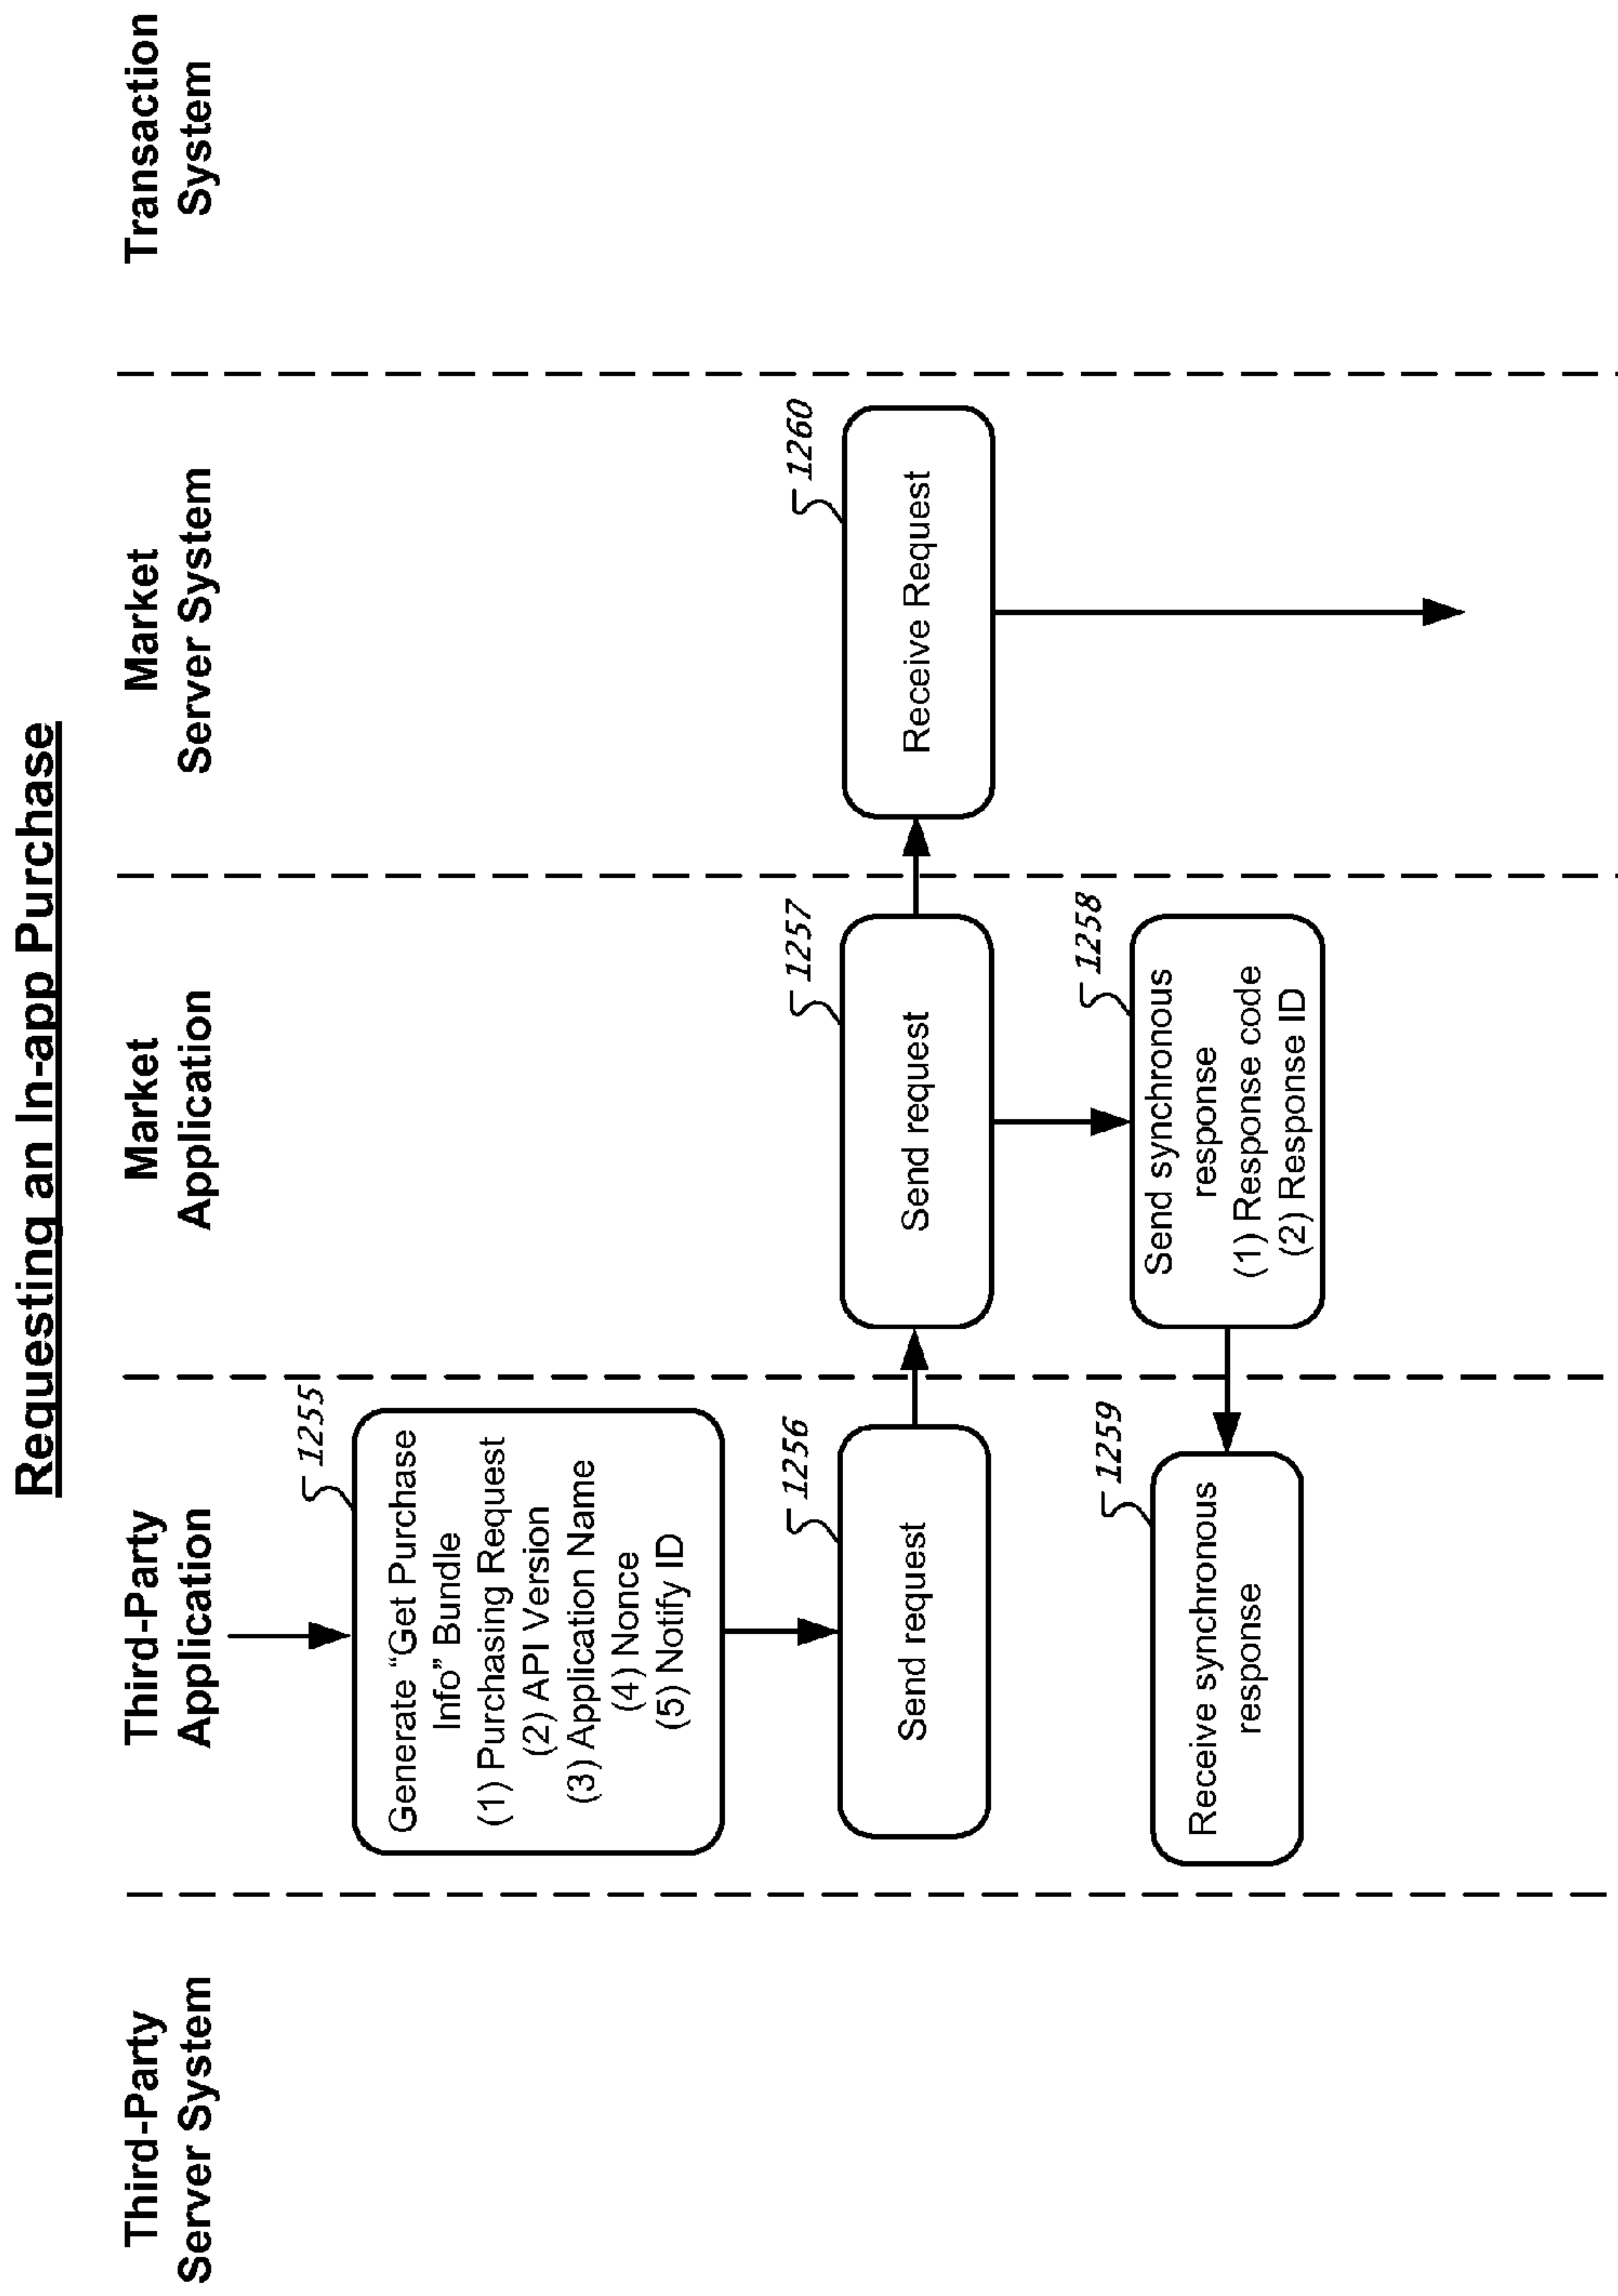 Requesting an In-app Purchase
Third-Party
Server System
Third-Party
Application
Market
Application
Market
Server System
Transaction
System
1255
Generate “Get Purchase
Info” Bundle
(1) Purchasing Request
(2) API Version
(3) Application Name
(4) Nonce
(5) Notify ID
1256
Send request
1257
Send request
1260
Receive Request
1258
Send synchronous
response
(1) Response code
(2) Response ID
1259
Receive synchronous
response